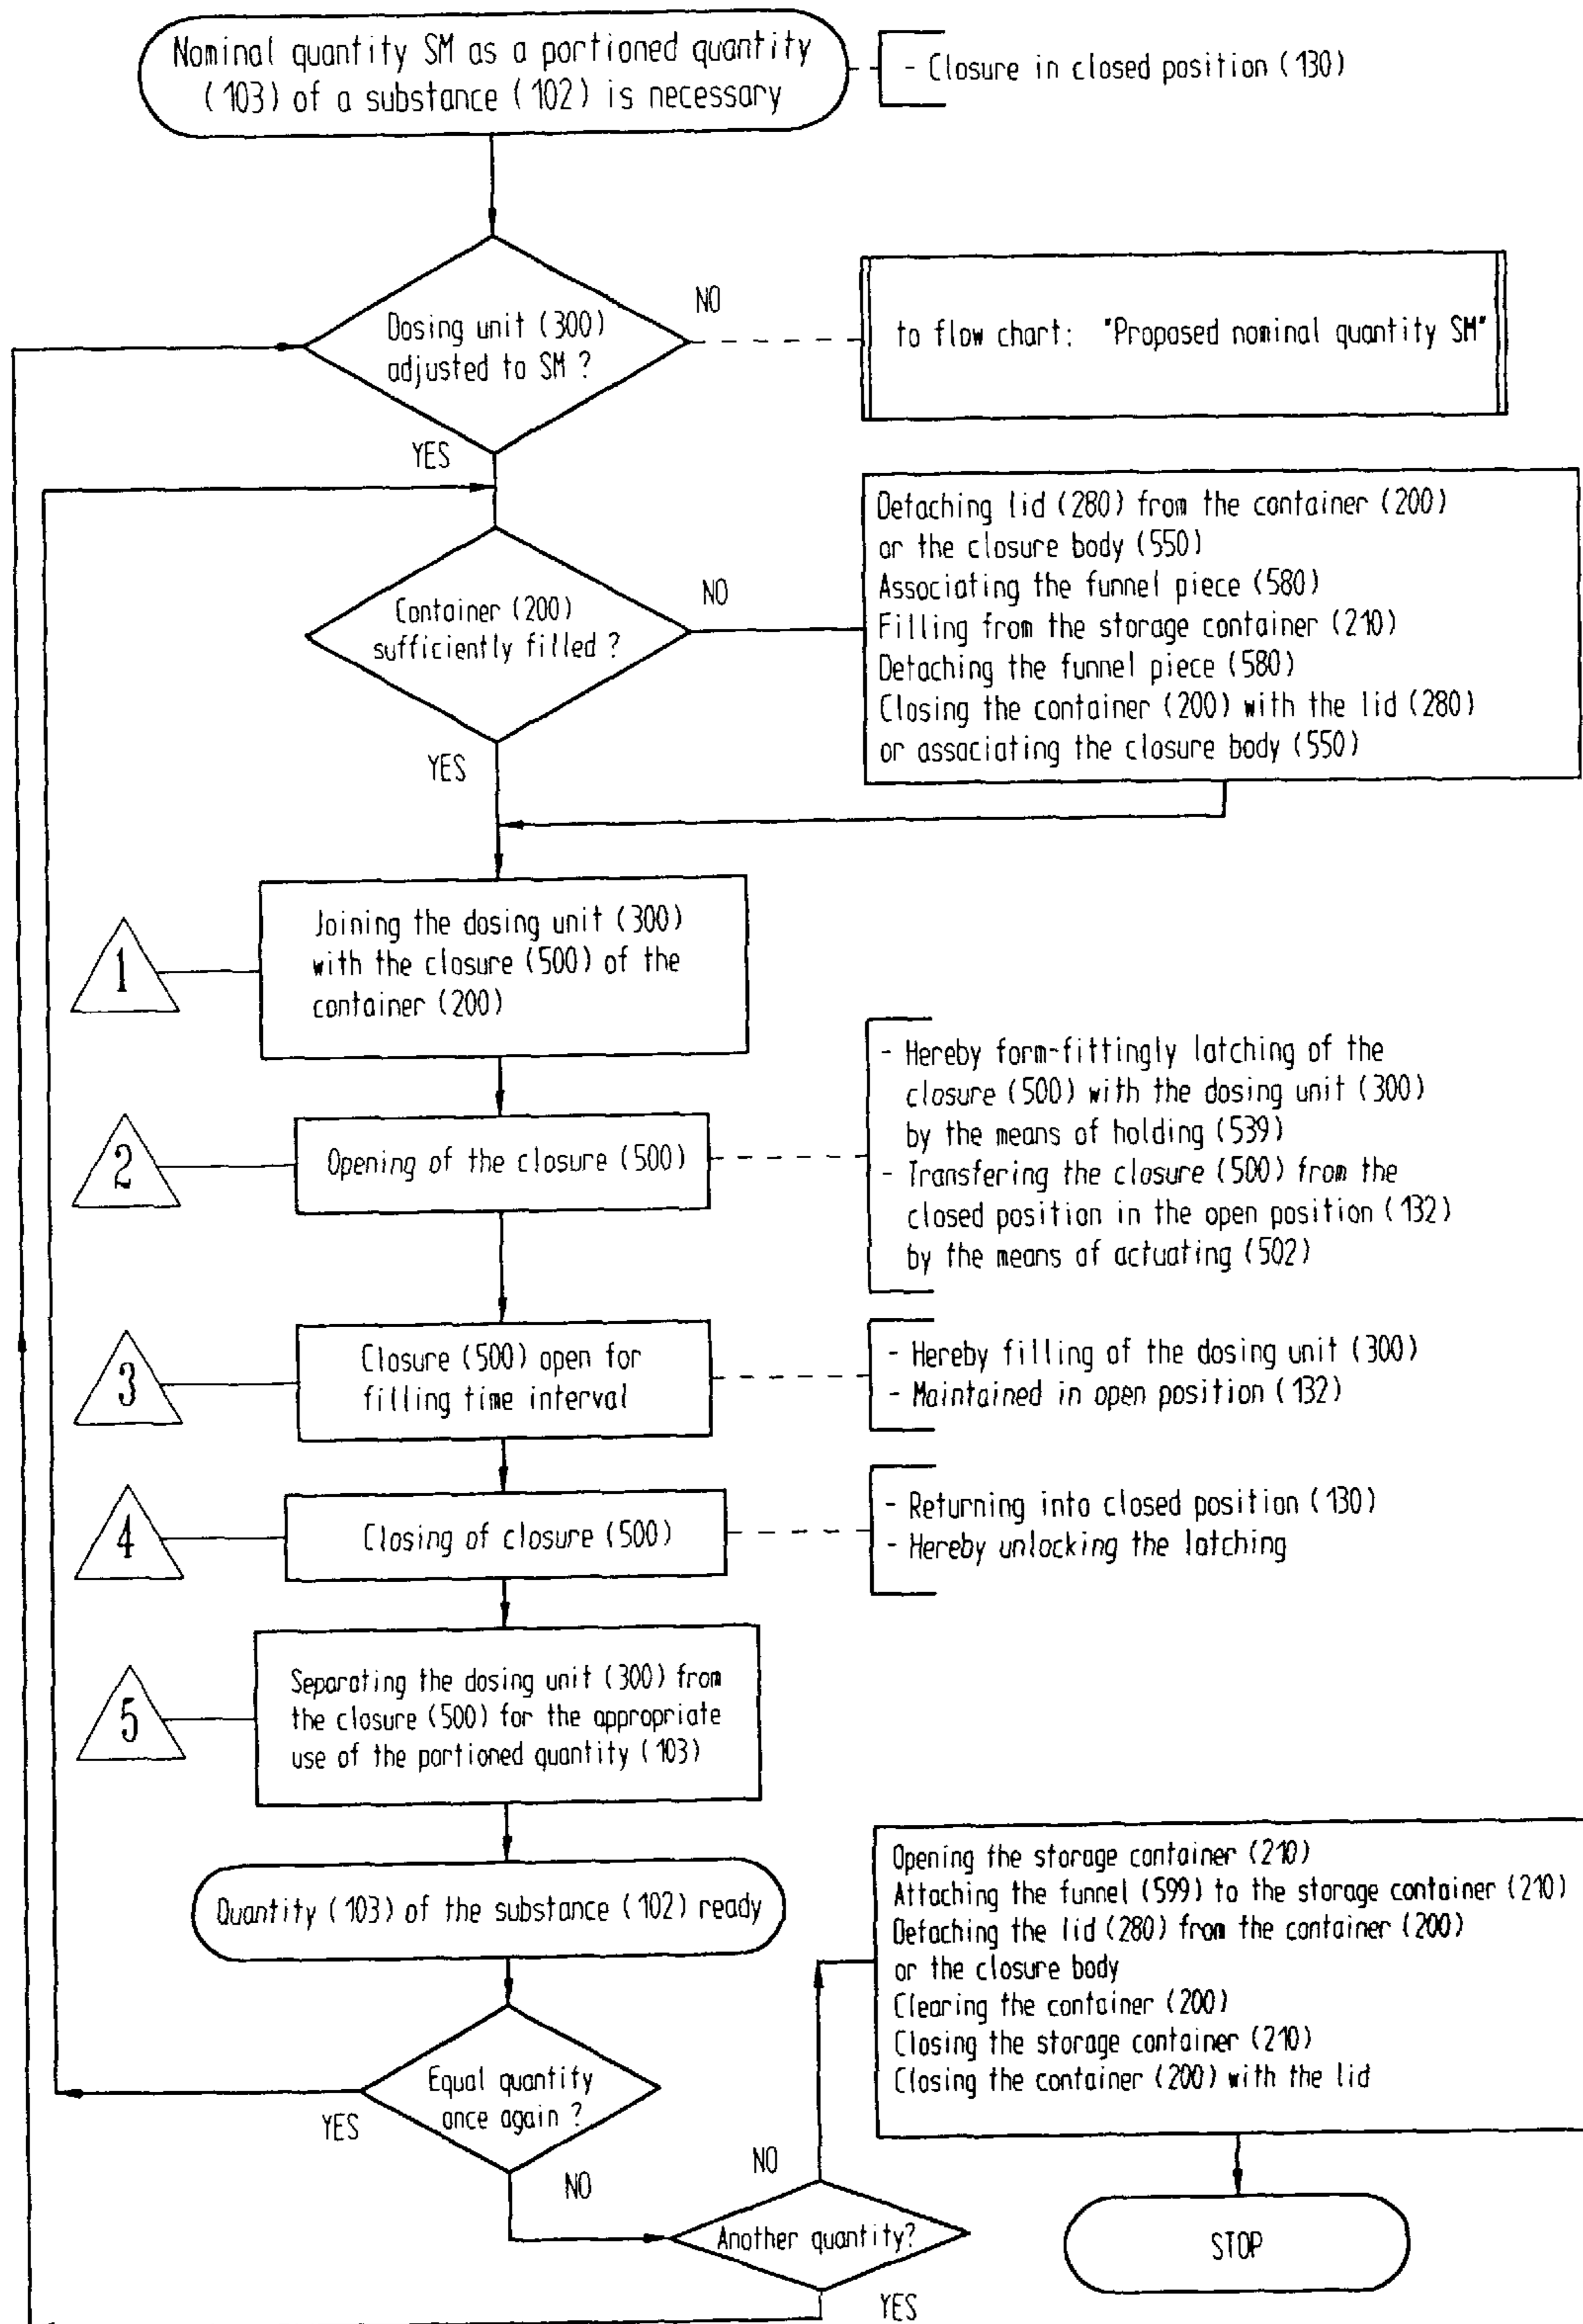 Nominal quantity SM as a portioned quantity
(103) of a substance (102) is necessary
- Closure in closed position (130)
Dosing unit (300)
adjusted to SM ?
NO
to flow chart: "Proposed nominal quantity SM"
YES
Container (200)
sufficiently filled ?
NO
Detaching lid (280) from the container (200)
or the closure body (550)
Associating the funnel piece (580)
Filling from the storage container (210)
Detaching the funnel piece (580)
Closing the container (200) with the lid (280)
or associating the closure body (550)
YES
1
Joining the dosing unit (300)
with the closure (500) of the
container (200)
2
Opening of the closure (500)
- Hereby form-fittingly latching of the
closure (500) with the dosing unit (300)
by the means of holding (539)
- Transfering the closure (500) from the
closed position in the open position (132)
by the means of actuating (502)
3
Closure (500) open for
filling time interval
- Hereby filling of the dosing unit (300)
- Maintained in open position (132)
4
Closing of closure (500)
- Returning into closed position (130)
- Hereby unlocking the latching
5
Separating the dosing unit (300) from
the closure (500) for the appropriate
use of the portioned quantity (103)
Quantity (103) of the substance (102) ready
Opening the storage container (210)
Attaching the funnel (599) to the storage container (210)
Detaching the lid (280) from the container (200)
or the closure body
Clearing the container (200)
Closing the storage container (210)
Closing the container (200) with the lid
Equal quantity
once again ?
YES
NO
NO
Another quantity?
YES
STOP